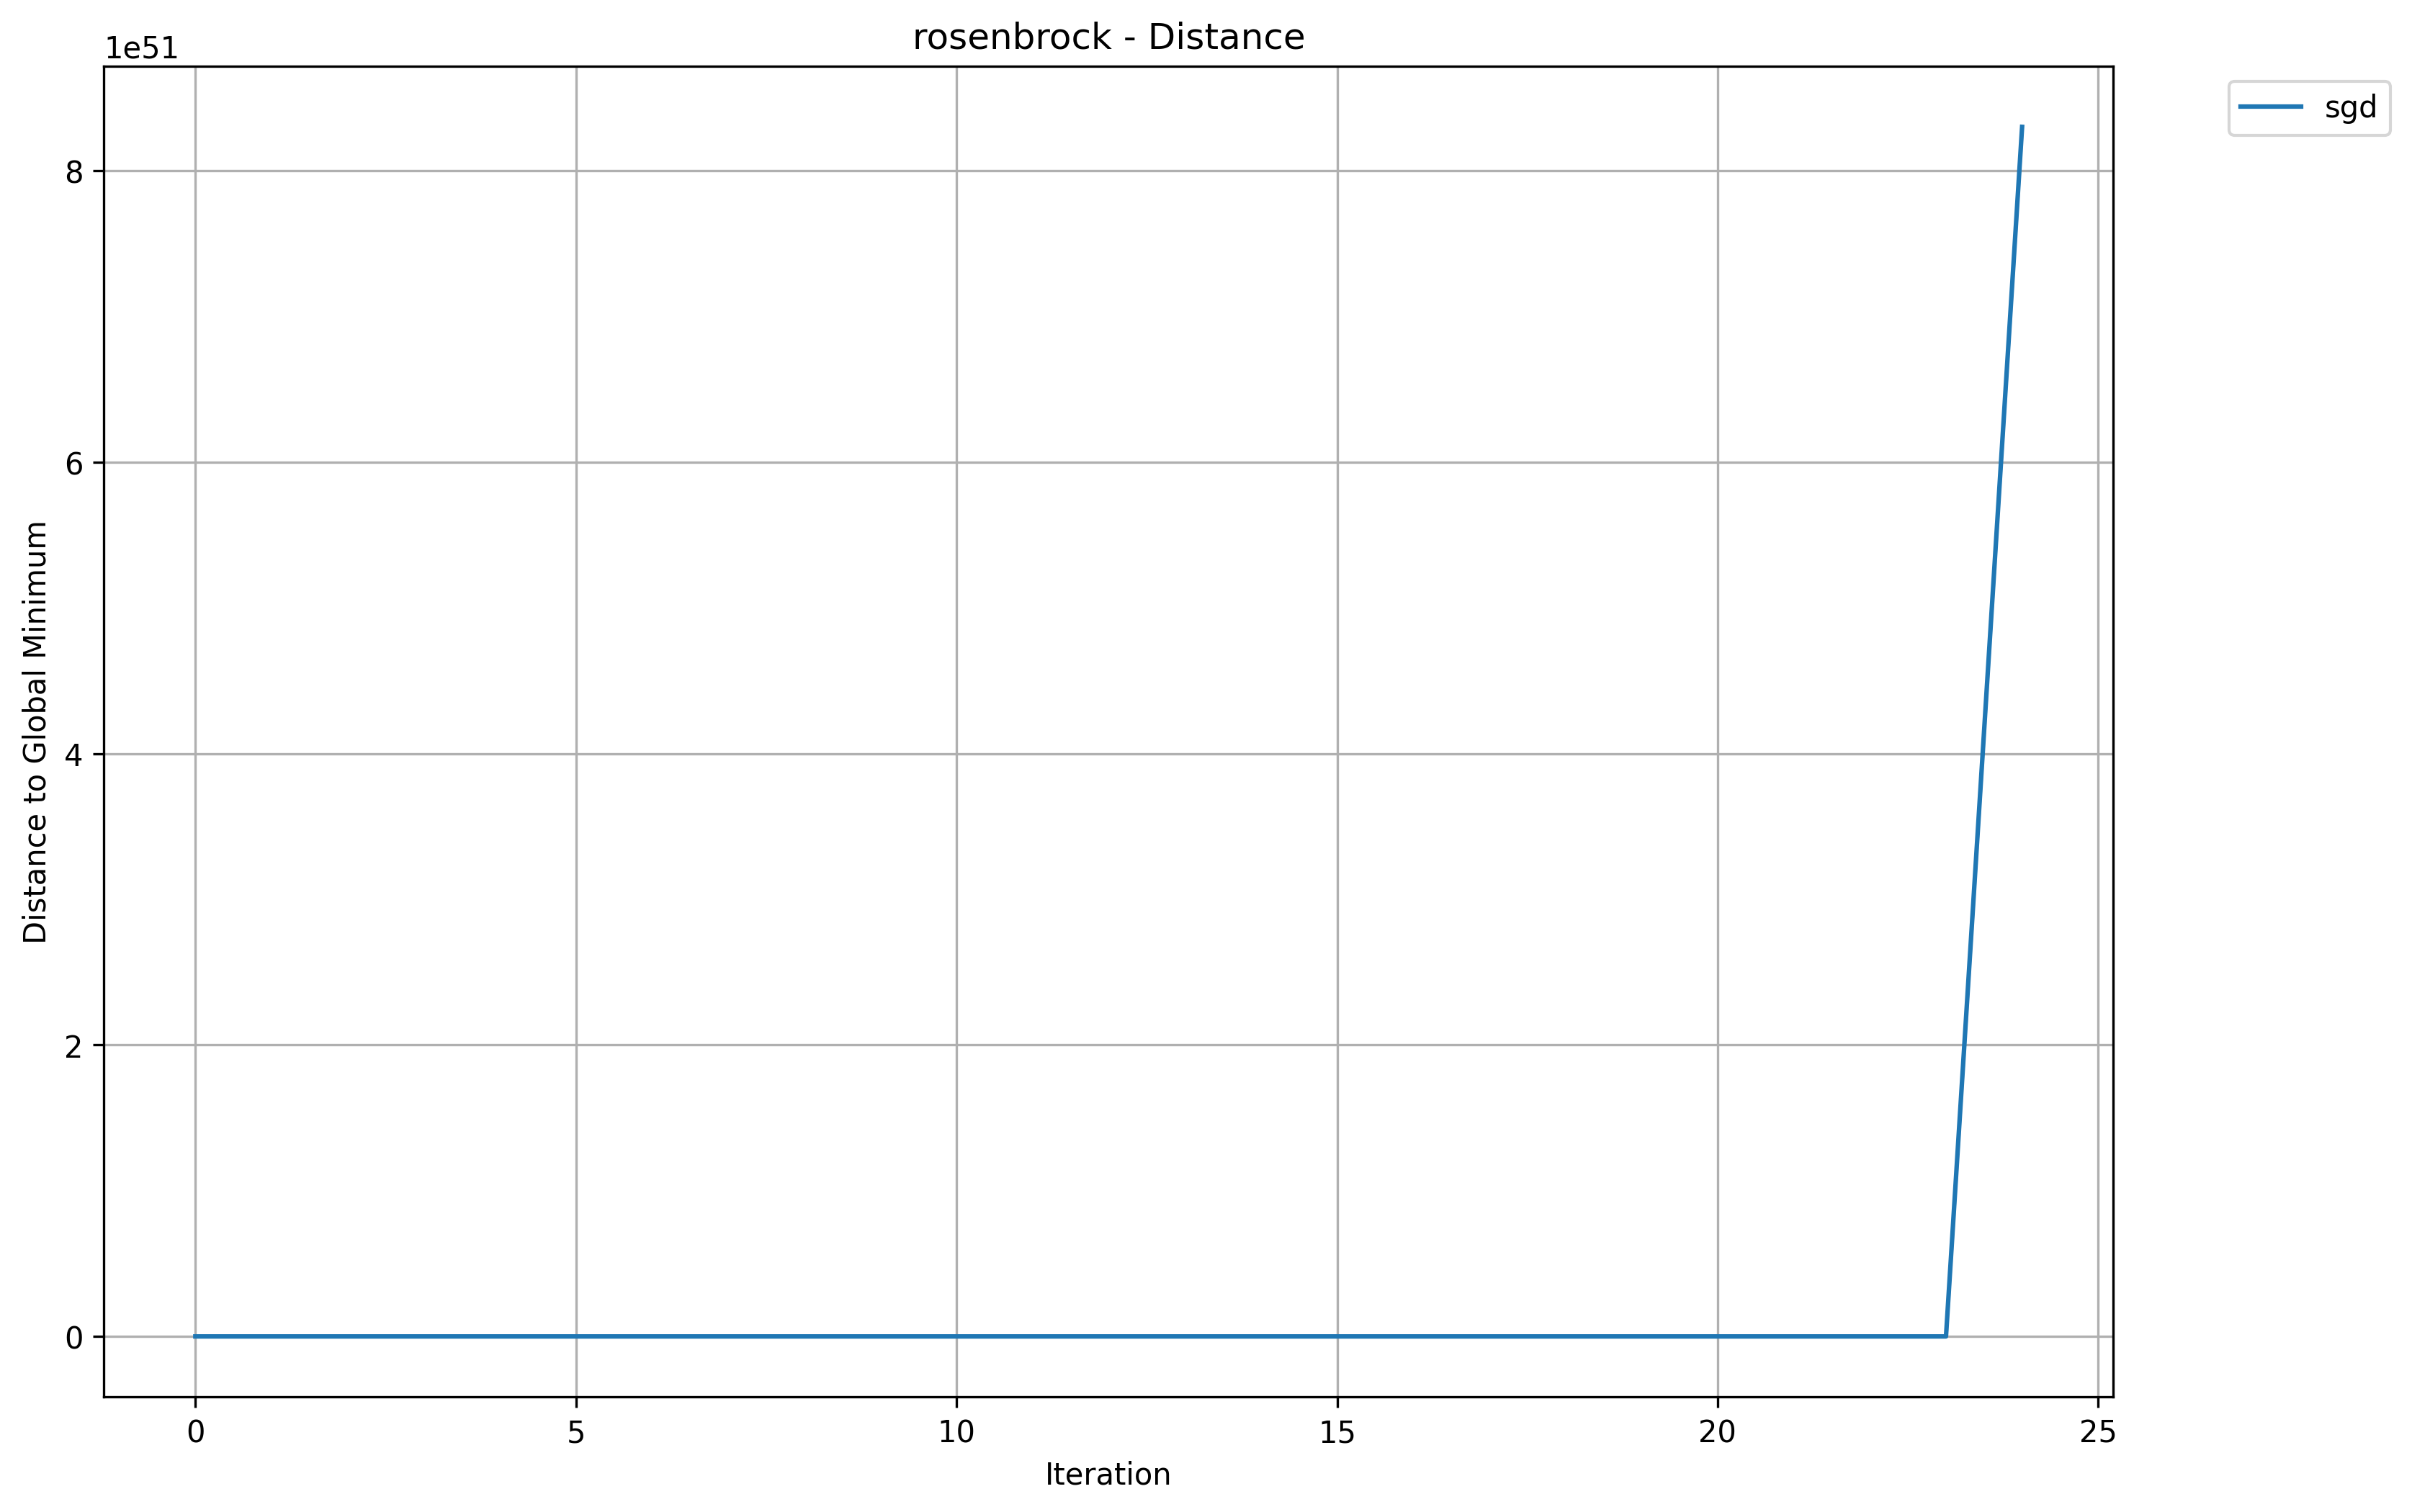 rosenbrock - Distance
1e51
sgd
8
6
4
2
0
Distance to Global Minimum
0 5 10 15 20 25
Iteration